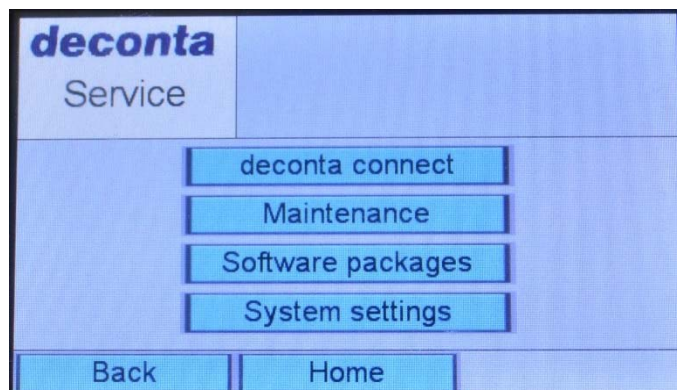 deconta
Service
deconta connect
Maintenance
Software packages
System settings
Back
Home